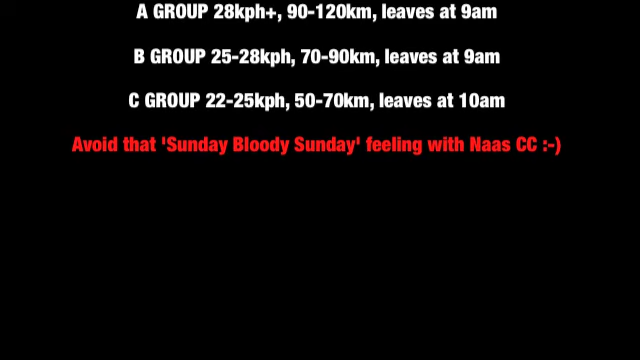 A GROUP 28kph+, 90-120km, leaves at 9am
B GROUP 25-28kph, 70-90km, leaves at 9am
C GROUP 22-25kph, 50-70km, leaves at 10am
Avoid that 'Sunday Bloody Sunday' feeling with Naas CC :-)